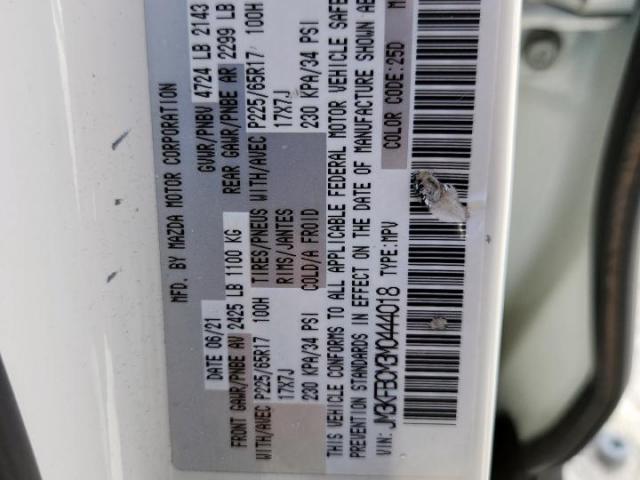 MFD. BY MAZDA MOTOR CORPORATION
DATE 06/21 GVWR/PNBV 4724 LB 2143
FRONT GAWR/PNBE AV 2425 LB 1100 KG REAR GAWR/PNBE AR 2299 LB
WITH/AVEC P225/65R17 100H TIRES/PNEUS WITH/AVEC P225/65R17 100H
17X7J RIMS/JANTES 17X7J
230 KPA/34 PSI COLD/A FROID 230 KPA/34 PSI
THIS VEHICLE CONFORMS TO ALL APPLICABLE FEDERAL MOTOR VEHICLE SAFE
PREVENTION STANDARDS IN EFFECT ON THE DATE OF MANUFACTURE SHOWN AB
VIN: JM3KFBCM3M0444018 TYPE:MPV COLOR CODE:25D